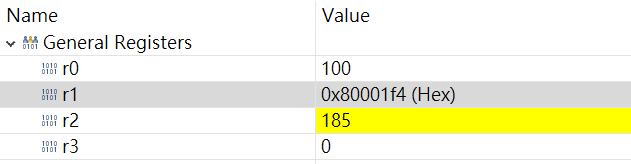 Name Value
General Registers
r0 100
r1 0x80001f4 (Hex)
r2 185
r3 0